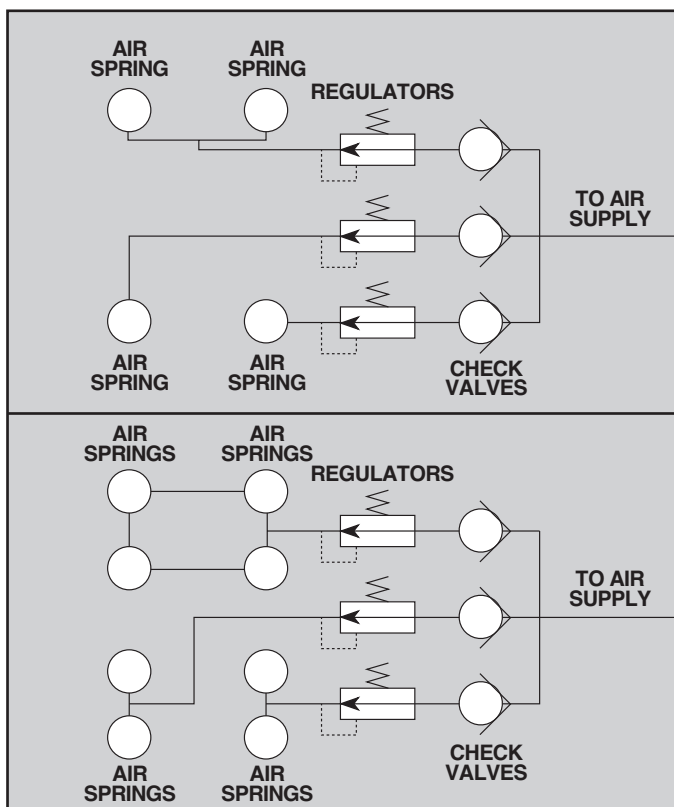 AIR
SPRING
AIR
SPRING
REGULATORS
TO AIR
SUPPLY
AIR
SPRING
AIR
SPRING
CHECK
VALVES
AIR
SPRINGS
AIR
SPRINGS
REGULATORS
TO AIR
SUPPLY
AIR
SPRINGS
AIR
SPRINGS
CHECK
VALVES